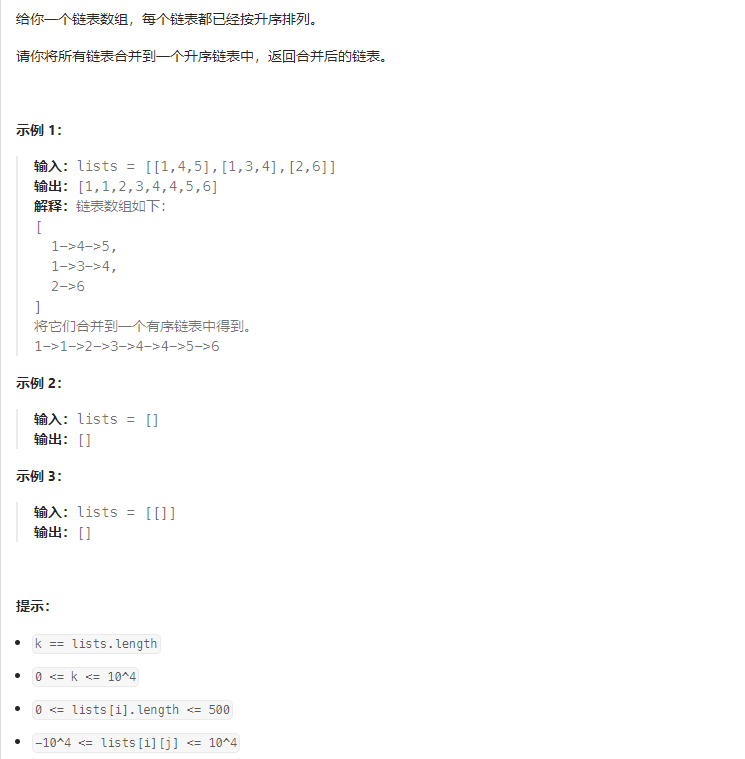 给你一个链表数组，每个链表都已经按升序排列。
请你将所有链表合并到一个升序链表中，返回合并后的链表。
示例 1：
输入：lists = [[1,4,5],[1,3,4],[2,6]]
输出：[1,1,2,3,4,4,5,6]
解释：链表数组如下：
[
  1->4->5,
  1->3->4,
  2->6
]
将它们合并到一个有序链表中得到。
1->1->2->3->4->4->5->6
示例 2：
输入：lists = []
输出：[]
示例 3：
输入：lists = [[]]
输出：[]
提示：
• k == lists.length
• 0 <= k <= 10^4
• 0 <= lists[i].length <= 500
• -10^4 <= lists[i][j] <= 10^4